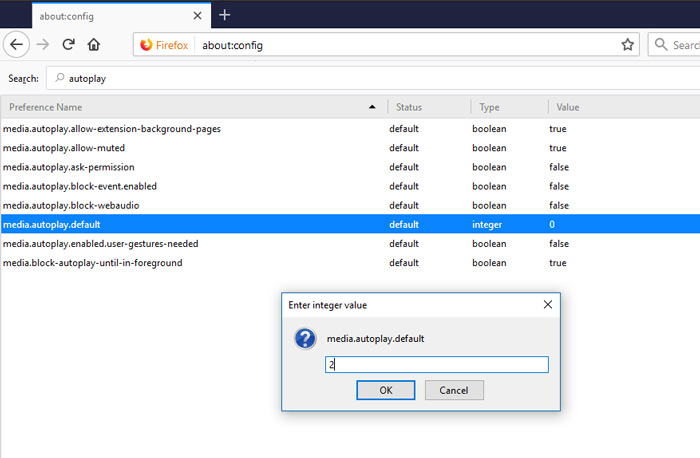 about:config
Firefox about:config Sear
Search: autoplay
Preference Name Status Type Value
media.autoplay.allow-extension-background-pages default boolean true
media.autoplay.allow-muted default boolean true
media.autoplay.ask-permission default boolean false
media.autoplay.block-event.enabled default boolean false
media.autoplay.block-webaudio default boolean false
media.autoplay.default default integer 0
media.autoplay.enabled.user-gestures-needed default boolean false
media.block-autoplay-until-in-foreground default boolean true
Enter integer value
media.autoplay.default
2
OK Cancel